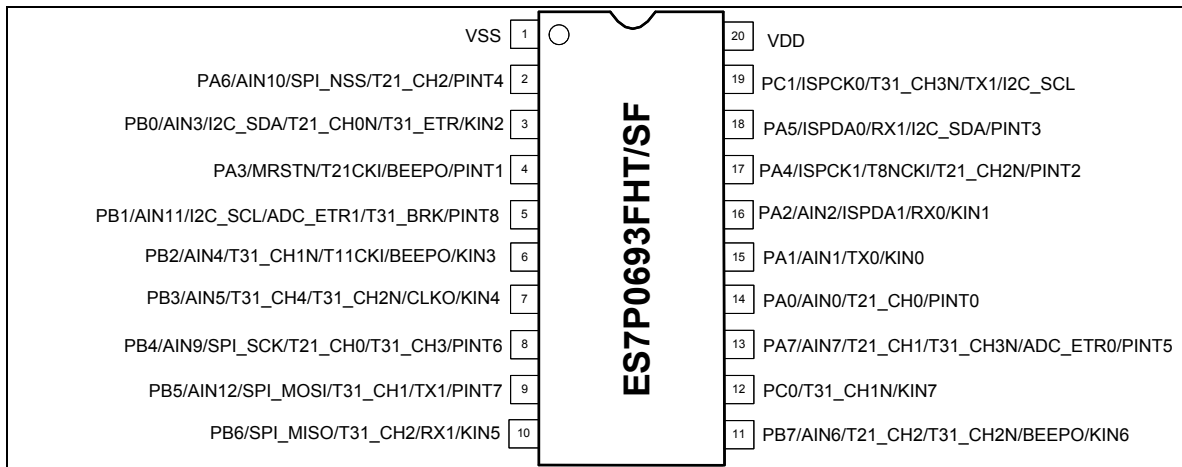 VSS 1 20 VDD
PA6/AIN10/SPI_NSS/T21_CH2/PINT4 2 19 PC1/ISPCK0/T31_CH3N/TX1/I2C_SCL
PB0/AIN3/I2C_SDA/T21_CH0N/T31_ETR/KIN2 3 18 PA5/ISPDA0/RX1/I2C_SDA/PINT3
PA3/MRSTN/T21CKI/BEEPO/PINT1 4 17 PA4/ISPCK1/T8NCKI/T21_CH2N/PINT2
PB1/AIN11/I2C_SCL/ADC_ETR1/T31_BRK/PINT8 5 16 PA2/AIN2/ISPDA1/RX0/KIN1
PB2/AIN4/T31_CH1N/T11CKI/BEEPO/KIN3 6 15 PA1/AIN1/TX0/KIN0
PB3/AIN5/T31_CH4/T31_CH2N/CLKO/KIN4 7 14 PA0/AIN0/T21_CH0/PINT0
PB4/AIN9/SPI_SCK/T21_CH0/T31_CH3/PINT6 8 13 PA7/AIN7/T21_CH1/T31_CH3N/ADC_ETR0/PINT5
PB5/AIN12/SPI_MOSI/T31_CH1/TX1/PINT7 9 12 PC0/T31_CH1N/KIN7
PB6/SPI_MISO/T31_CH2/RX1/KIN5 10 11 PB7/AIN6/T21_CH2/T31_CH2N/BEEPO/KIN6
ES7P0693FHT/SF